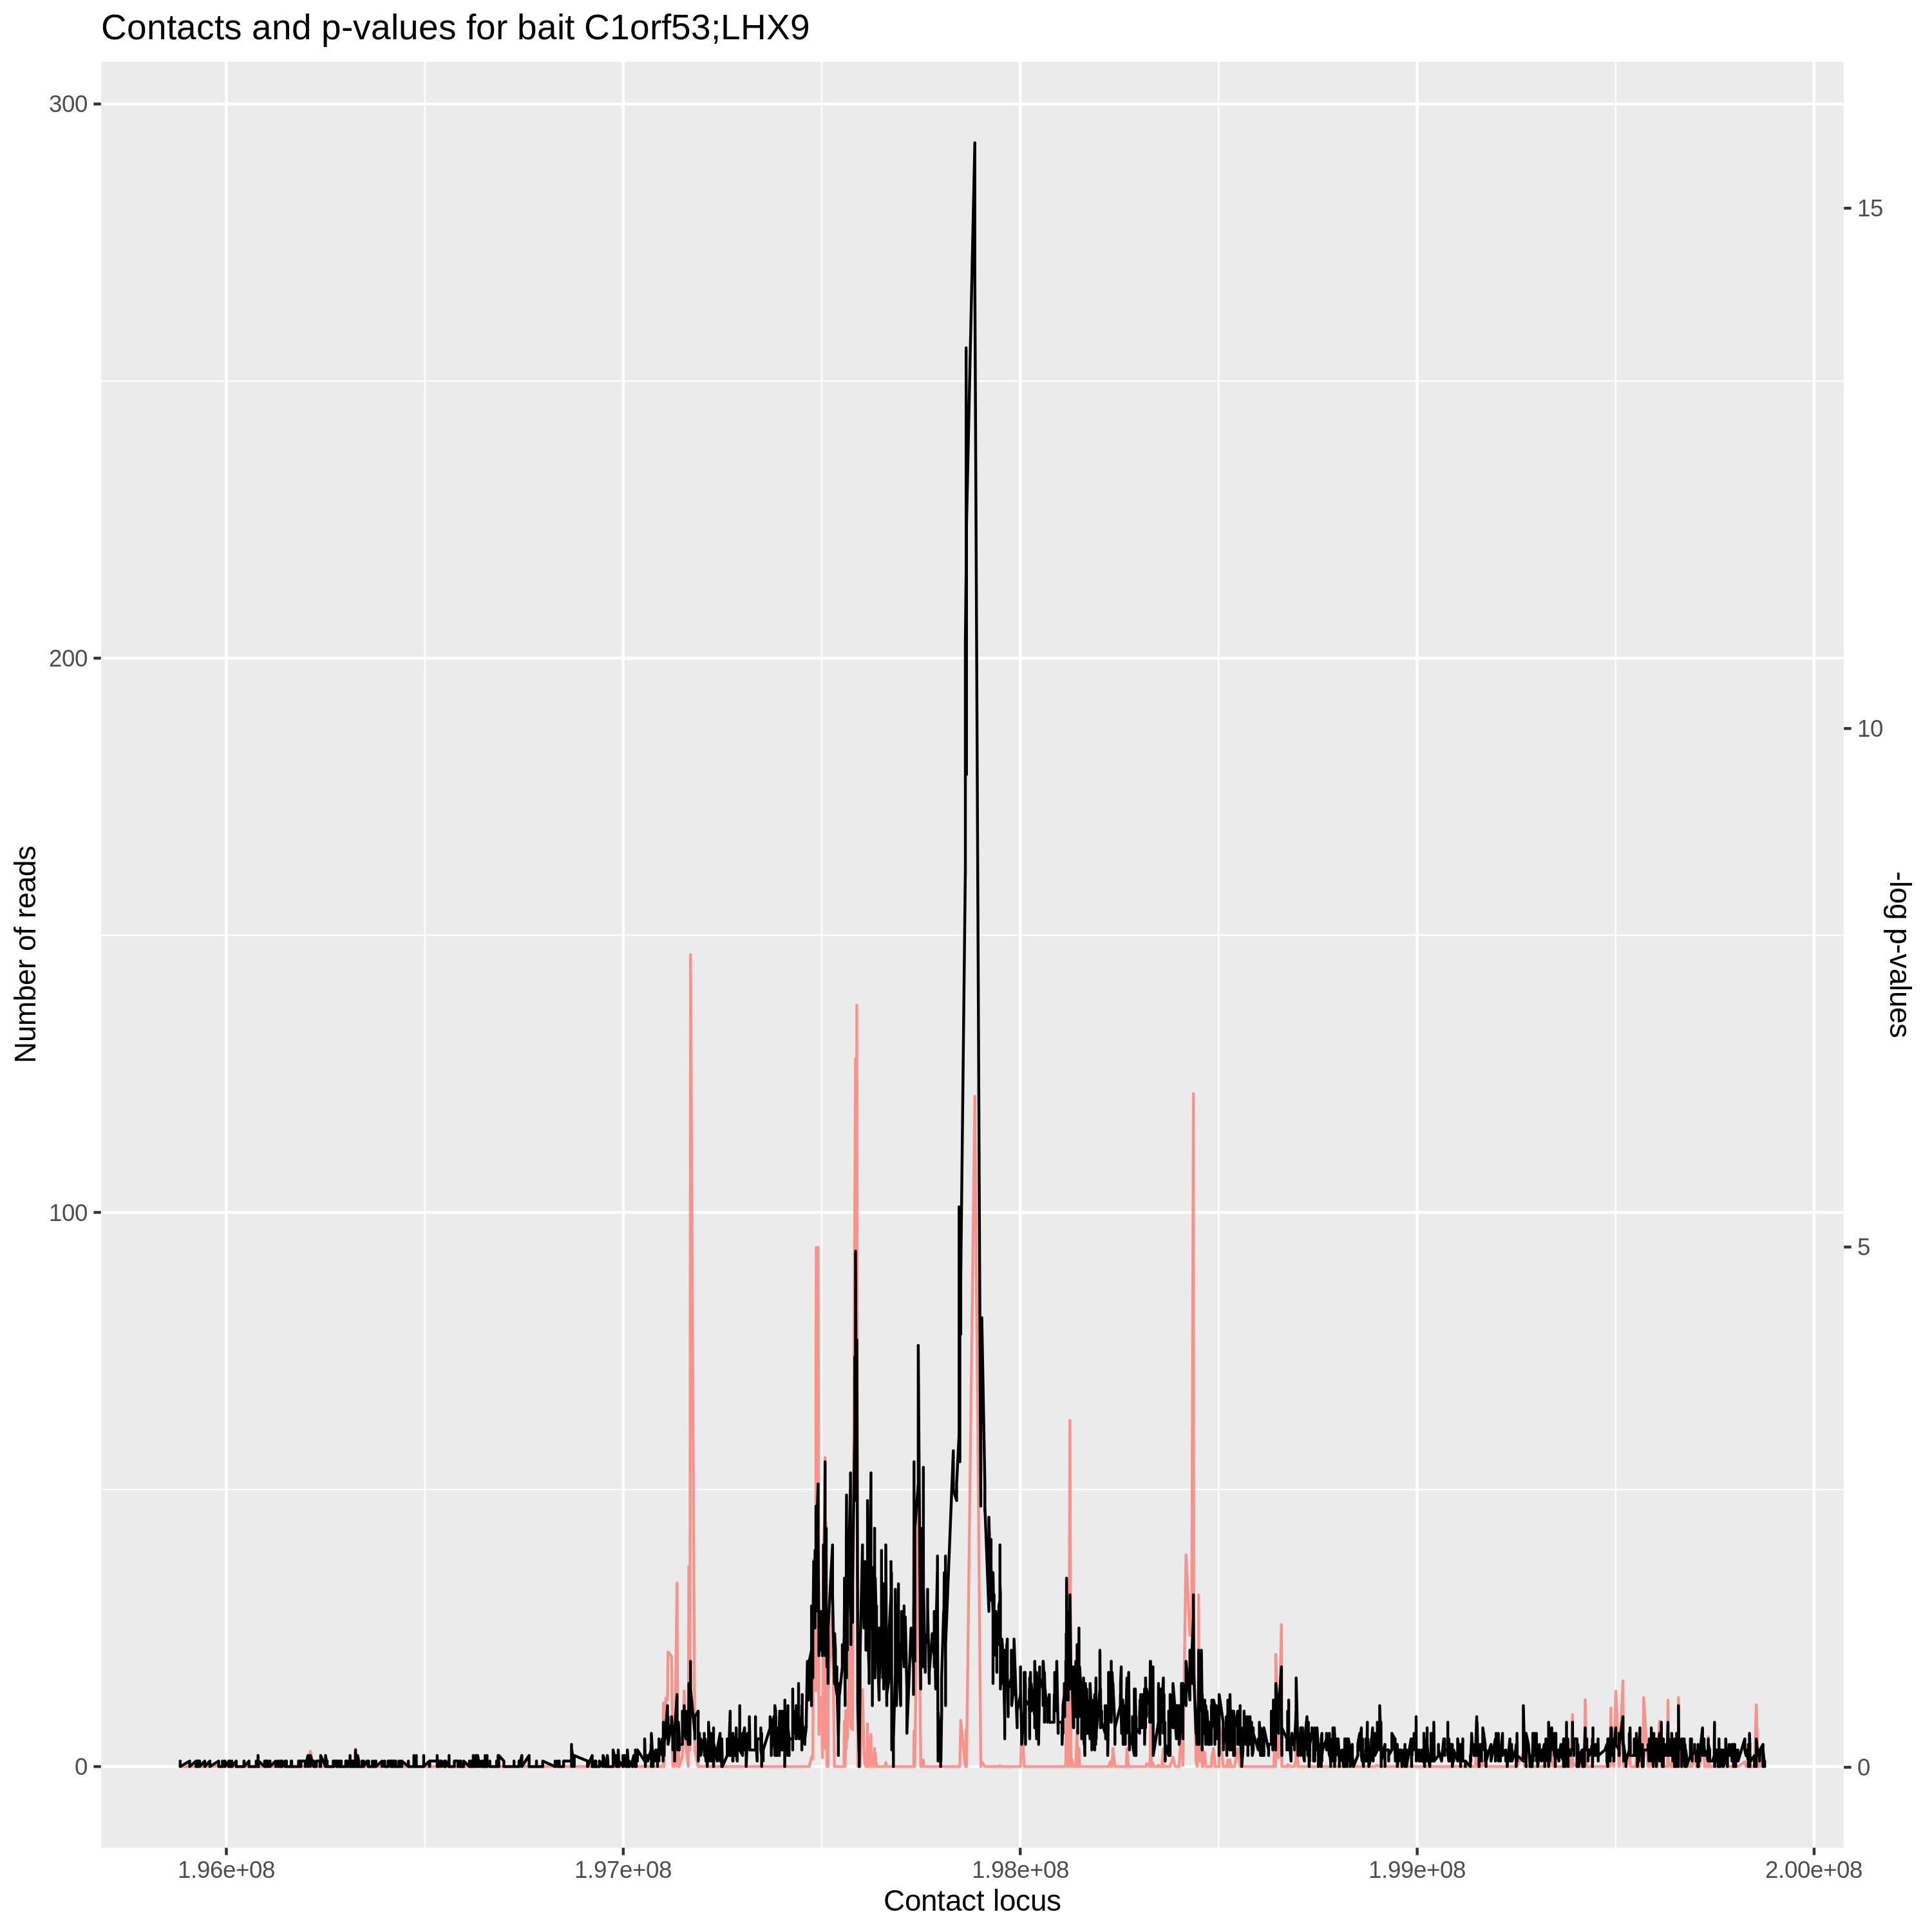 Contacts and p-values for bait C1orf53;LHX9
300
200
100
0
Number of reads
15
10
5
0
-log p-values
1.96e+08 1.97e+08 1.98e+08 1.99e+08 2.00e+08
Contact locus